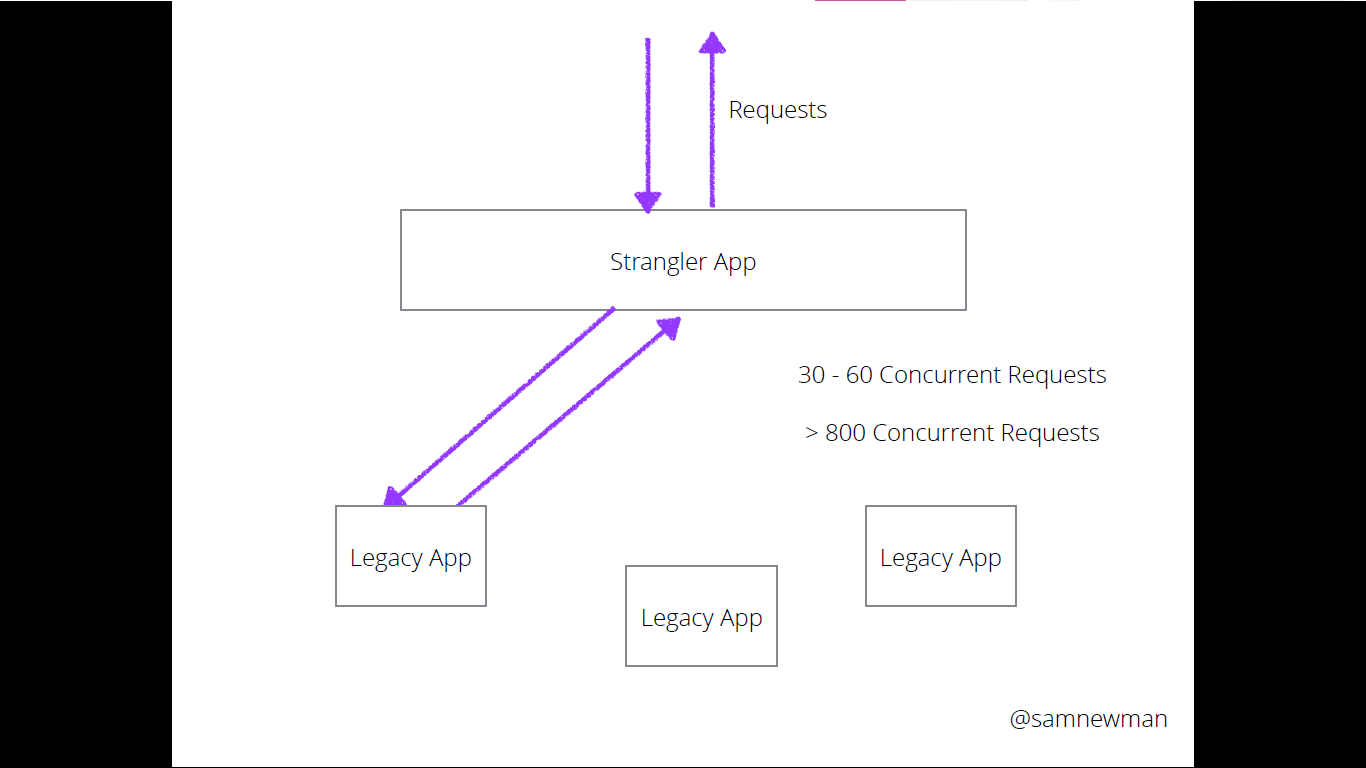 Requests
Strangler App
30 - 60 Concurrent Requests
> 800 Concurrent Requests
Legacy App
Legacy App
Legacy App
@samnewman